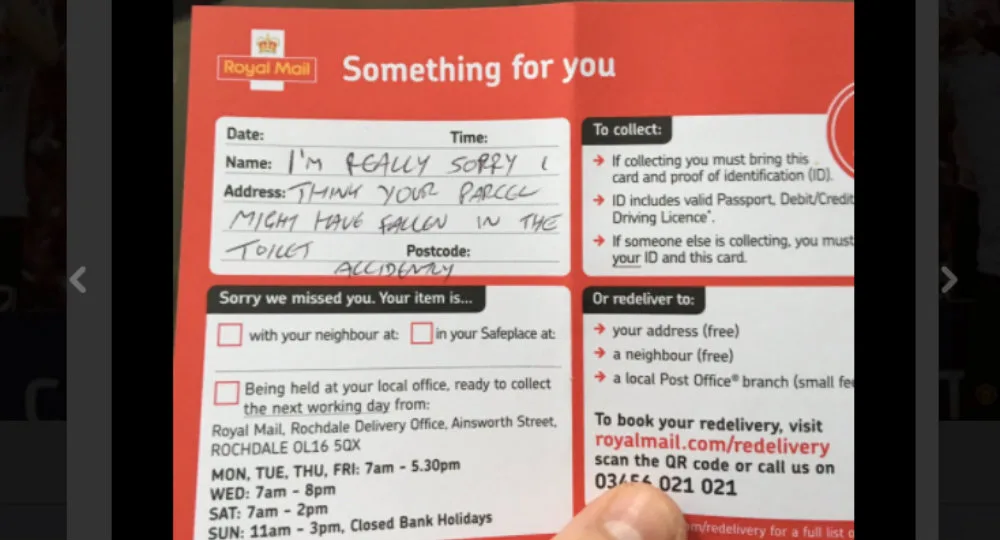 Royal Mail
Something for you
Date: Time:
Name: I'M REALLY SORRY I
Address: THINK YOUR PARCEL
MIGHT HAVE FALLEN IN THE
TOILET Postcode:
ACCIDENTLY
Sorry we missed you. Your item is...
with your neighbour at: in your Safeplace at:
Being held at your local office, ready to collect
the next working day from:
Royal Mail, Rochdale Delivery Office, Ainsworth Street,
ROCHDALE OL16 5QX
MON, TUE, THU, FRI: 7am - 5.30pm
WED: 7am - 8pm
SAT: 7am - 2pm
SUN: 11am - 3pm, Closed Bank Holidays
To collect:
→ If collecting you must bring this
card and proof of identification (ID).
→ ID includes valid Passport, Debit/Credit
Driving Licence*.
→ If someone else is collecting, you must
your ID and this card.
Or redeliver to:
→ your address (free)
→ a neighbour (free)
→ a local Post Office® branch (small fee
To book your redelivery, visit
royalmail.com/redelivery
scan the QR code or call us on
03456 021 021
om/redelivery for a full list o